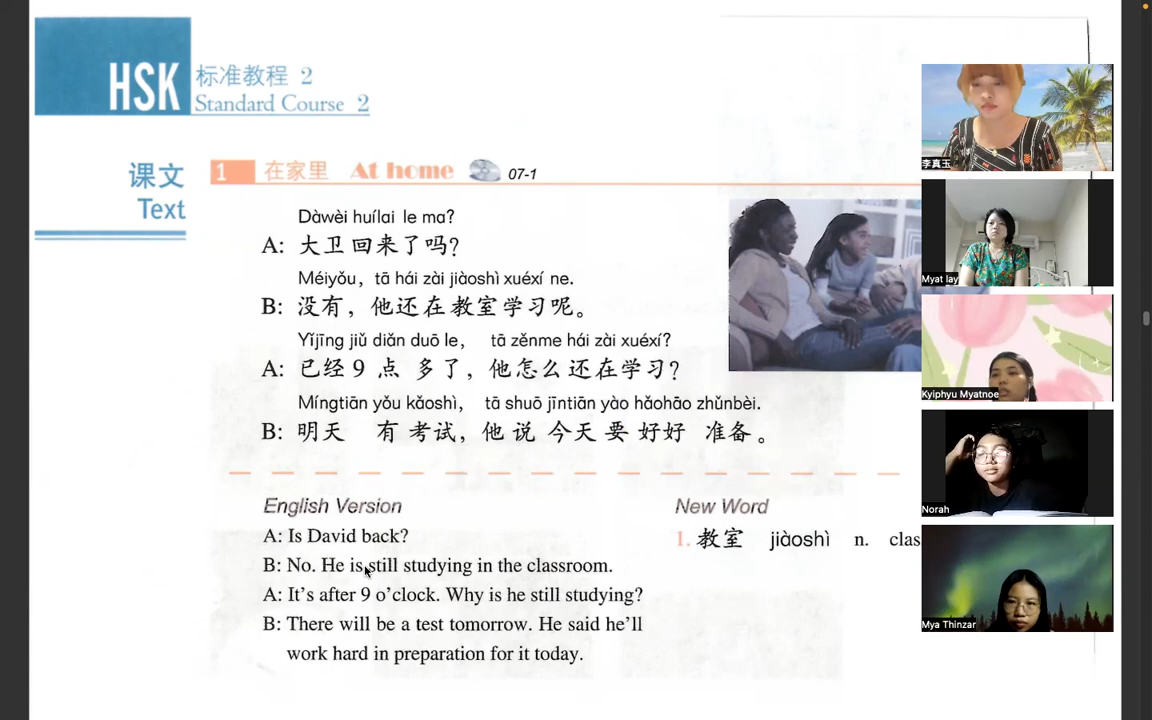 HSK
标准教程 2
Standard Course 2
课文
Text
1 在家里 At home 07-1
Dàwèi huílai le ma?
A: 大卫回来了吗?
Méiyǒu, tā hái zài jiàoshì xuéxí ne.
B: 没有, 他还在教室学习呢。
Yǐjīng jiǔ diǎn duō le, tā zěnme hái zài xuéxí?
A: 已经 9 点 多了, 他怎么还在学习?
Míngtiān yǒu kǎoshì, tā shuō jīntiān yào hǎohāo zhǔnbèi.
B: 明天 有 考试, 他 说 今天 要 好好 准备。
English Version
A: Is David back?
B: No. He is still studying in the classroom.
A: It's after 9 o'clock. Why is he still studying?
B: There will be a test tomorrow. He said he'll
work hard in preparation for it today.
New Word
1. 教室 jiàoshì n. clas
李真玉
Myat lay
Kyiphyu Myatnoe
Norah
Mya Thinzar